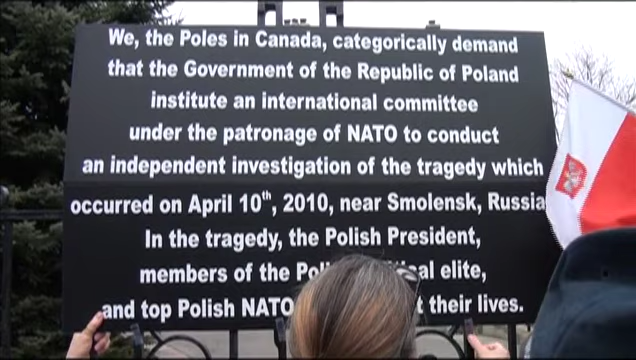 We, the Poles in Canada, categorically demand
that the Government of the Republic of Poland
institute an international committee
under the patronage of NATO to conduct
an independent investigation of the tragedy which
occurred on April 10th, 2010, near Smolensk, Russia
In the tragedy, the Polish President,
members of the elite,
and top Polish NATO their lives.